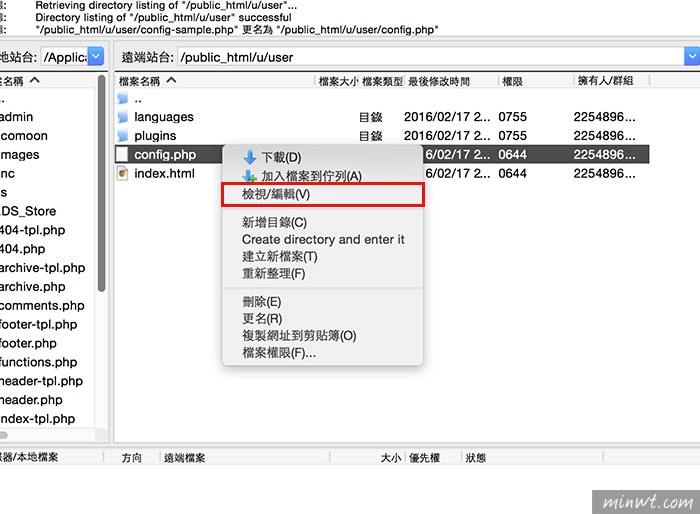 態: Retrieving directory listing of "/public_html/u/user"...
態: Directory listing of "/public_html/u/user" successful
態: "/public_html/u/user/config-sample.php" 更名為 "/public_html/u/user/config.php"
地站台: /Applica 遠端站台: /public_html/u/user
案名稱 檔案名稱 檔案大小 檔案類型 最後修改時間 權限 擁有人/群組
.. ..
admin languages 目錄 2016/02/17 2... 0755 2254896...
comoon plugins 目錄 2016/02/17 2... 0755 2254896...
mages config.php 6/02/17 2... 0644 2254896...
nc index.html 6/02/17 2... 0644 2254896...
s
.DS_Store
404-tpl.php
404.php
archive-tpl.php
archive.php
comments.php
footer-tpl.php
footer.php
functions.php
header-tpl.php
header.php
index-tpl.php
下載(D)
加入檔案到佇列(A)
檢視/編輯(V)
新增目錄(C)
Create directory and enter it
建立新檔案(T)
重新整理(F)
刪除(E)
更名(R)
複製網址到剪貼簿(O)
檔案權限(F)...
器/本地檔案 方向 遠端檔案 大小 優先權 狀態
minwt.com